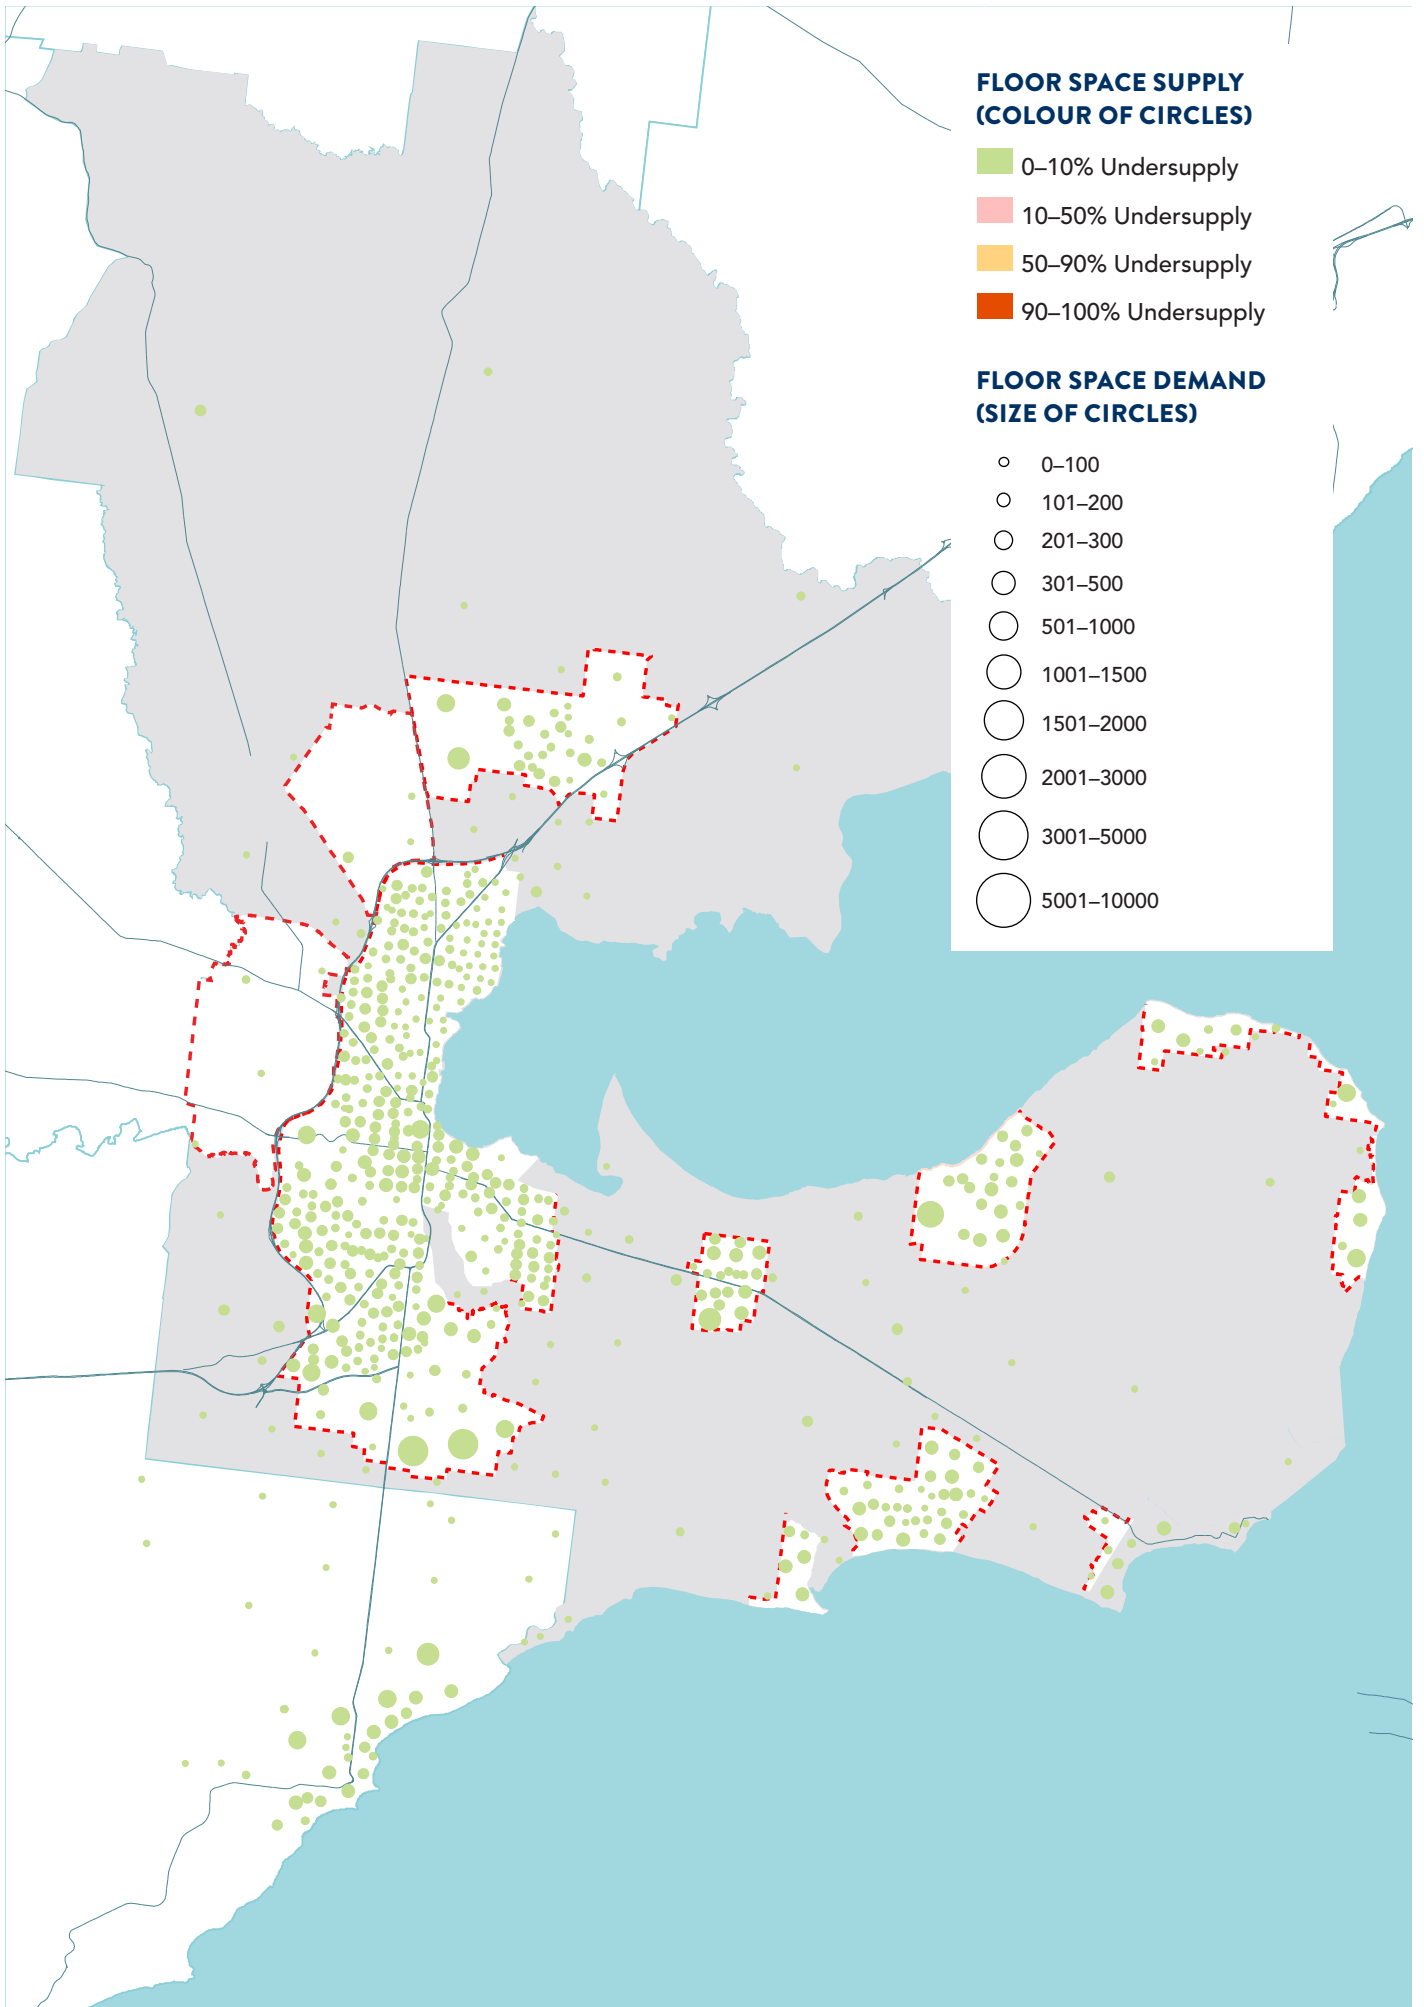 FLOOR SPACE SUPPLY
(COLOUR OF CIRCLES)
0–10% Undersupply
10–50% Undersupply
50–90% Undersupply
90–100% Undersupply
FLOOR SPACE DEMAND
(SIZE OF CIRCLES)
0–100
101–200
201–300
301–500
501–1000
1001–1500
1501–2000
2001–3000
3001–5000
5001–10000